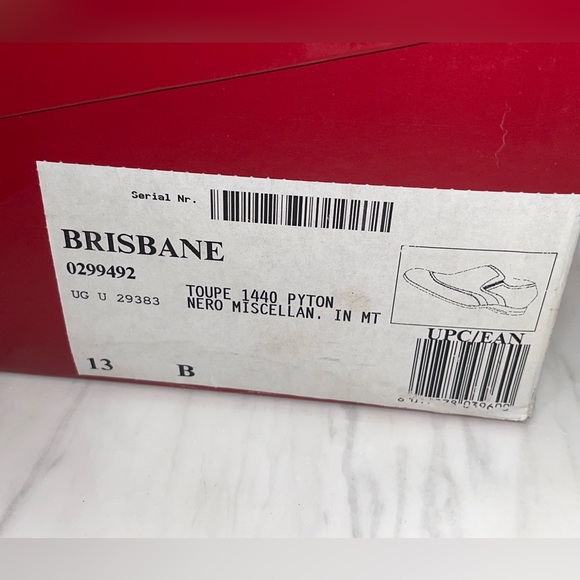 Serial Nr.
BRISBANE
0299492
UG U 29383
TOUPE 1440 PYTON
NERO MISCELLAN. IN MT
UPC/EAN
13 B